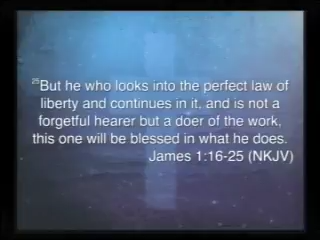 25But he who looks into the perfect law of
liberty and continues in it, and is not a
forgetful hearer but a doer of the work,
this one will be blessed in what he does.
James 1:16-25 (NKJV)